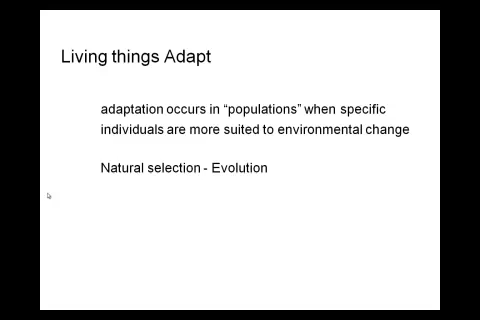 Living things Adapt
adaptation occurs in “populations” when specific
individuals are more suited to environmental change
Natural selection - Evolution